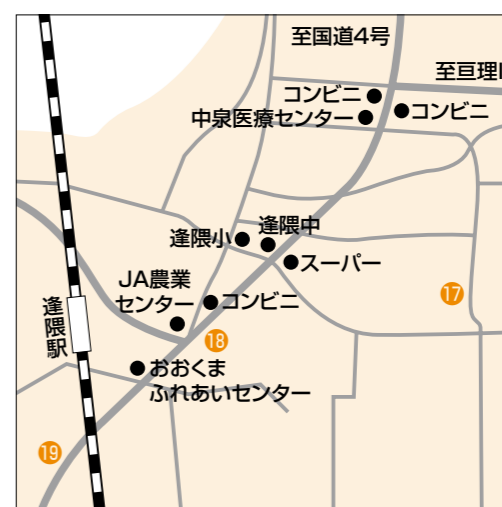 至国道4号
至亘理
コンビニ
中泉医療センター
コンビニ
逢隈小
逢隈中
スーパー
JA農業
センター
コンビニ
⑰
⑱
逢隈駅
おおくま
ふれあいセンター
⑲